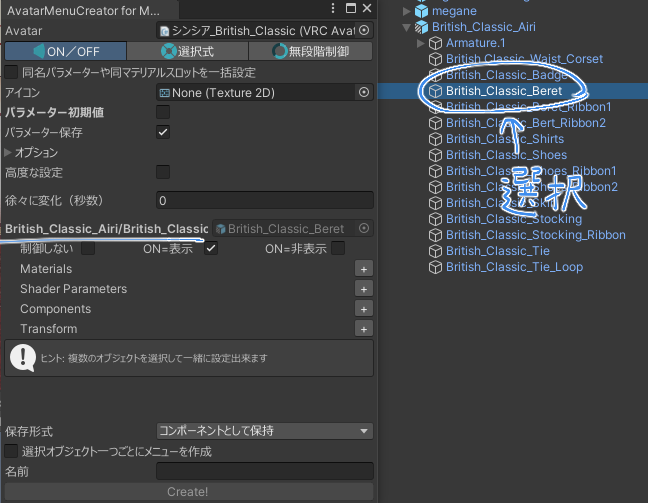 AvatarMenuCreator for M...
Avatar
シンシア_British_Classic (VRC Avat
ON／OFF
選択式
無段階制御
同名パラメーターや同マテリアルスロットを一括設定
アイコン
None (Texture 2D)
パラメーター初期値
パラメーター保存
オプション
高度な設定
徐々に変化（秒数）
0
British_Classic_Airi/British_Classic
British_Classic_Beret
制御しない
ON=表示
ON=非表示
Materials
Shader Parameters
Components
Transform
ヒント: 複数のオブジェクトを選択して一緒に設定出来ます
保存形式
コンポーネントとして保持
選択オブジェクト一つごとにメニューを作成
名前
Create!
megane
British_Classic_Airi
Armature.1
British_Classic_Waist_Corset
British_Classic_Badge
British_Classic_Beret
British_Classic_Beret_Ribbon1
British_Classic_Bert_Ribbon2
British_Classic_Shirts
British_Classic_Shoes
British_Classic_Shoes_Ribbon1
British_Classic_Shoes_Ribbon2
British_Classic_Skirt
British_Classic_Stocking
British_Classic_Stocking_Ribbon
British_Classic_Tie
British_Classic_Tie_Loop
選択